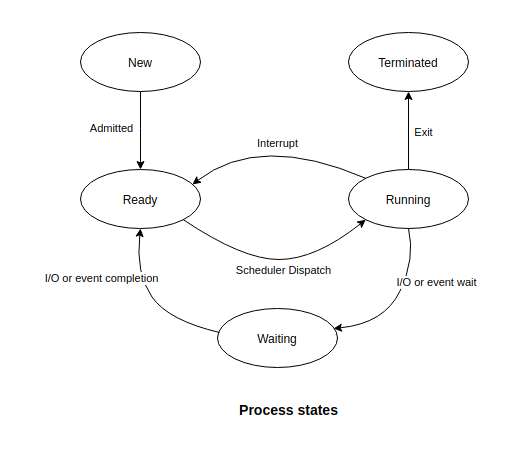 New
Terminated
Admitted
Exit
Interrupt
Ready
Running
Scheduler Dispatch
I/O or event completion
I/O or event wait
Waiting
Process states